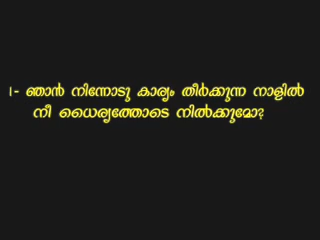 1- ഞാൻ നിന്നോടു കാര്യം തീർക്കുന്ന നാളിൽ
നീ ധൈര്യത്തോടെ നിൽക്കുമോ?